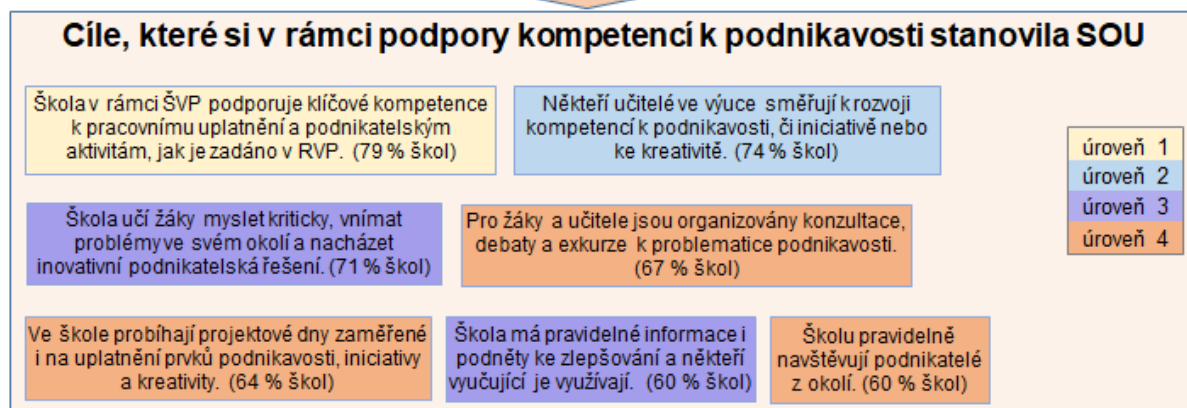 Cíle, které si v rámci podpory kompetencí k podnikavosti stanovila SOU
Škola v rámci ŠVP podporuje klíčové kompetence
k pracovnímu uplatnění a podnikatelským
aktivitám, jak je zadáno v RVP. (79 % škol)
Někteří učitelé ve výuce směřují k rozvoji
kompetencí k podnikavosti, či iniciativě nebo
ke kreativitě. (74 % škol)
úroveň 1
úroveň 2
úroveň 3
úroveň 4
Škola učí žáky myslet kriticky, vnímat
problémy ve svém okolí a nacházet
inovativní podnikatelská řešení. (71 % škol)
Pro žáky a učitele jsou organizovány konzultace,
debaty a exkurze k problematice podnikavosti.
(67 % škol)
Ve škole probíhají projektové dny zaměřené
i na uplatnění prvků podnikavosti, iniciativy
a kreativity. (64 % škol)
Škola má pravidelné informace i
podněty ke zlepšování a někteří
vyučující je využívají. (60 % škol)
Školu pravidelně
navštěvují podnikatelé
z okolí. (60 % škol)